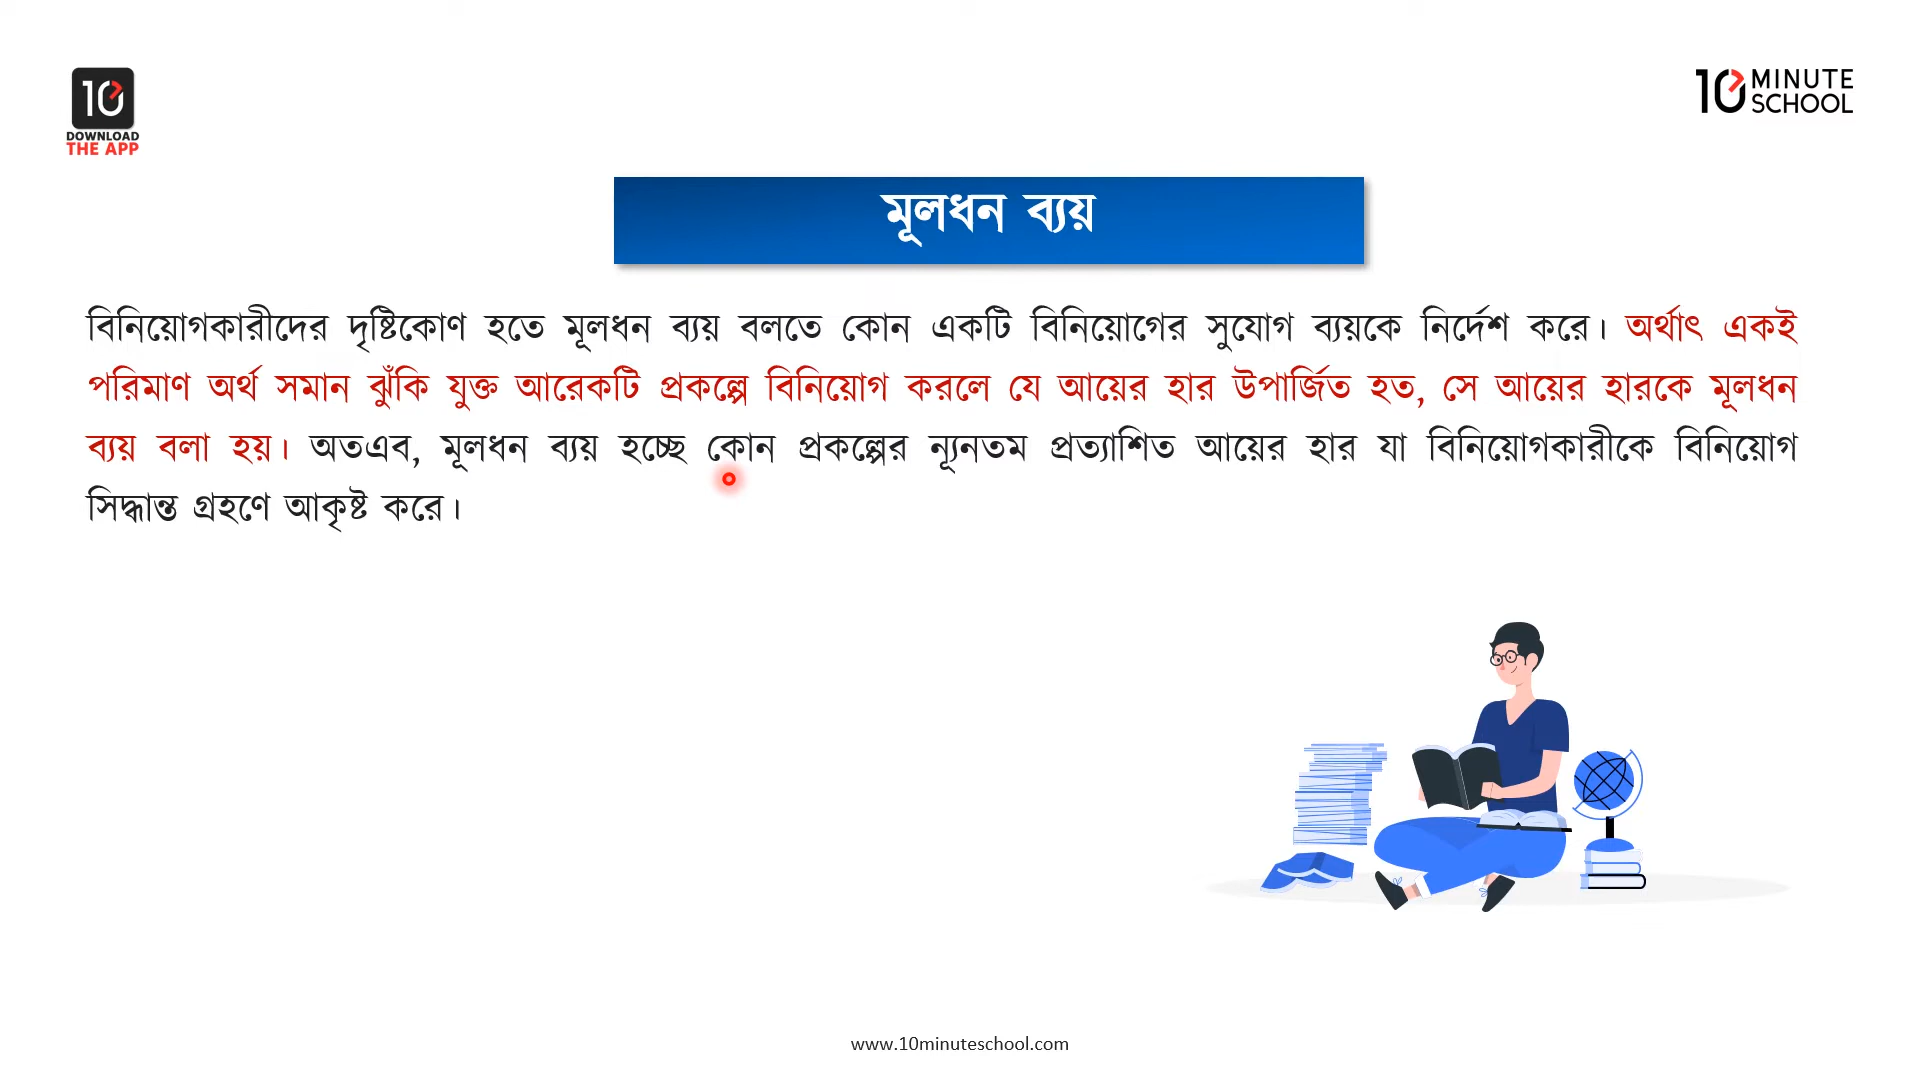 10
DOWNLOAD
THE APP
10 MINUTE
SCHOOL
মূলধন ব্যয়
বিনিয়োগকারীদের দৃষ্টিকোণ হতে মূলধন ব্যয় বলতে কোন একটি বিনিয়োগের সুযোগ ব্যয়কে নির্দেশ করে। অর্থাৎ একই
পরিমাণ অর্থ সমান ঝুঁকি যুক্ত আরেকটি প্রকল্পে বিনিয়োগ করলে যে আয়ের হার উপার্জিত হত, সে আয়ের হারকে মূলধন
ব্যয় বলা হয়। অতএব, মূলধন ব্যয় হচ্ছে কোন প্রকল্পের ন্যূনতম প্রত্যাশিত আয়ের হার যা বিনিয়োগকারীকে বিনিয়োগ
সিদ্ধান্ত গ্রহণে আকৃষ্ট করে।
www.10minuteschool.com